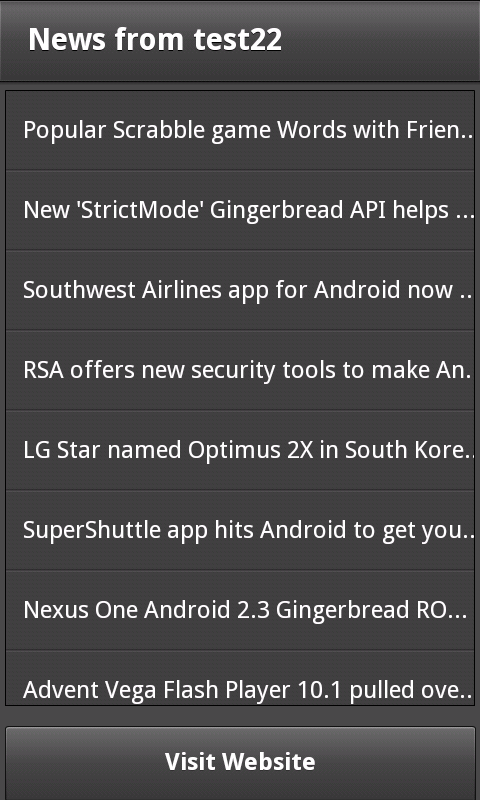 News from test22
Popular Scrabble game Words with Frien..
New 'StrictMode' Gingerbread API helps ...
Southwest Airlines app for Android now ..
RSA offers new security tools to make An.
LG Star named Optimus 2X in South Kore..
SuperShuttle app hits Android to get you..
Nexus One Android 2.3 Gingerbread RO...
Advent Vega Flash Player 10.1 pulled ove..
Visit Website